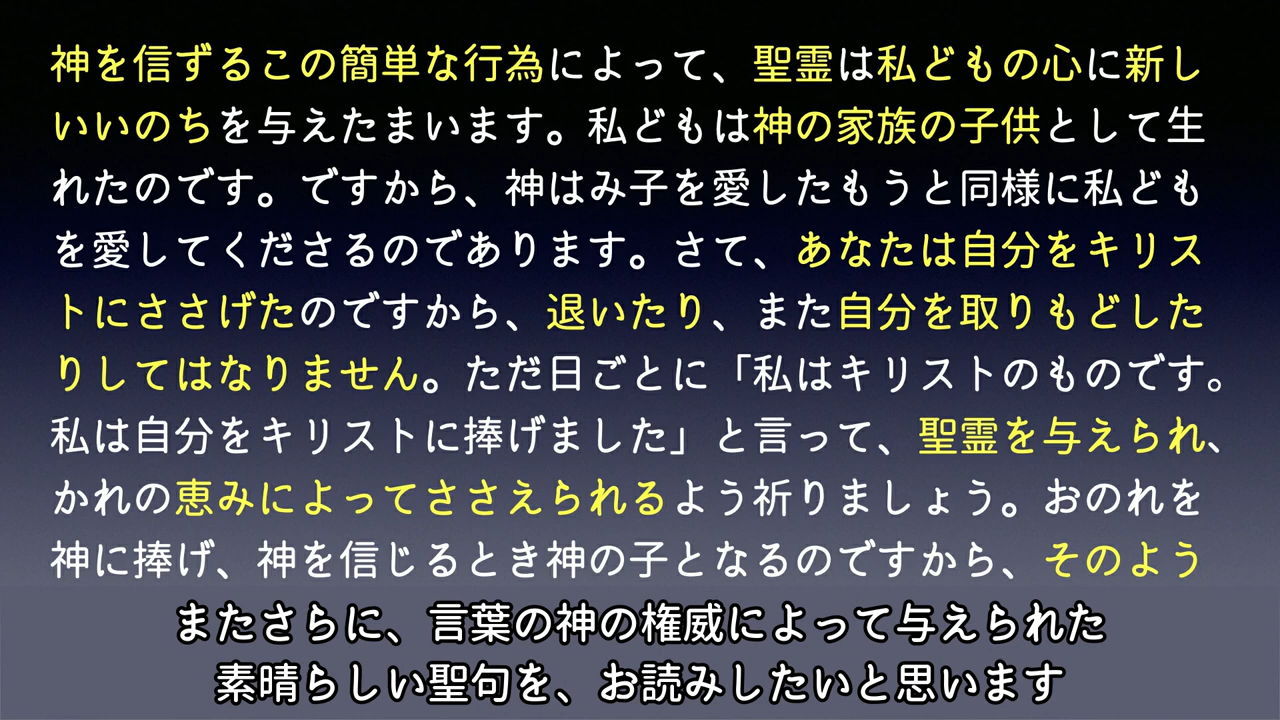 神を信ずるこの簡単な行為によって、聖霊は私どもの心に新し
いいのちを与えたまいます。私どもは神の家族の子供として生
れたのです。ですから、神はみ子を愛したもうと同様に私ども
を愛してくださるのであります。さて、あなたは自分をキリス
トにささげたのですから、退いたり、また自分を取りもどした
りしてはなりません。ただ日ごとに「私はキリストのものです。
私は自分をキリストに捧げました」と言って、聖霊を与えられ、
かれの恵みによってささえられるよう祈りましょう。おのれを
神に捧げ、神を信じるとき神の子となるのですから、そのよう
またさらに、言葉の神の権威によって与えられた
素晴らしい聖句を、お読みしたいと思います